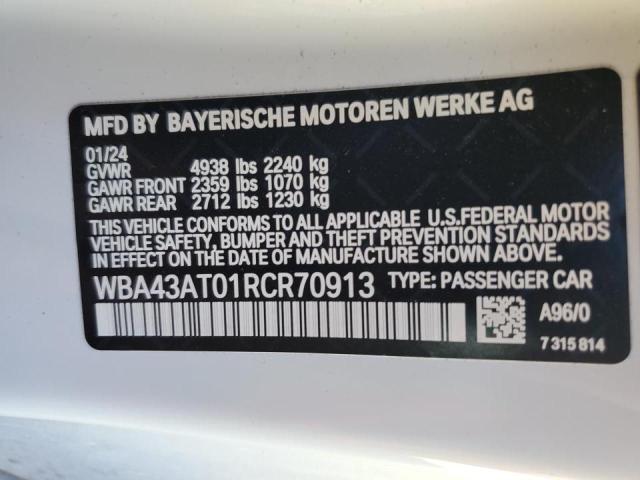 MFD BY BAYERISCHE MOTOREN WERKE AG
01/24
GVWR 4938 lbs 2240 kg
GAWR FRONT 2359 lbs 1070 kg
GAWR REAR 2712 lbs 1230 kg
THIS VEHICLE CONFORMS TO ALL APPLICABLE U.S.FEDERAL MOTOR
VEHICLE SAFETY, BUMPER AND THEFT PREVENTION STANDARDS
IN EFFECT ON THE DATE OF MANUFACTURE SHOWN ABOVE.
WBA43AT01RCR70913 TYPE: PASSENGER CAR
A96/0
7 315 814